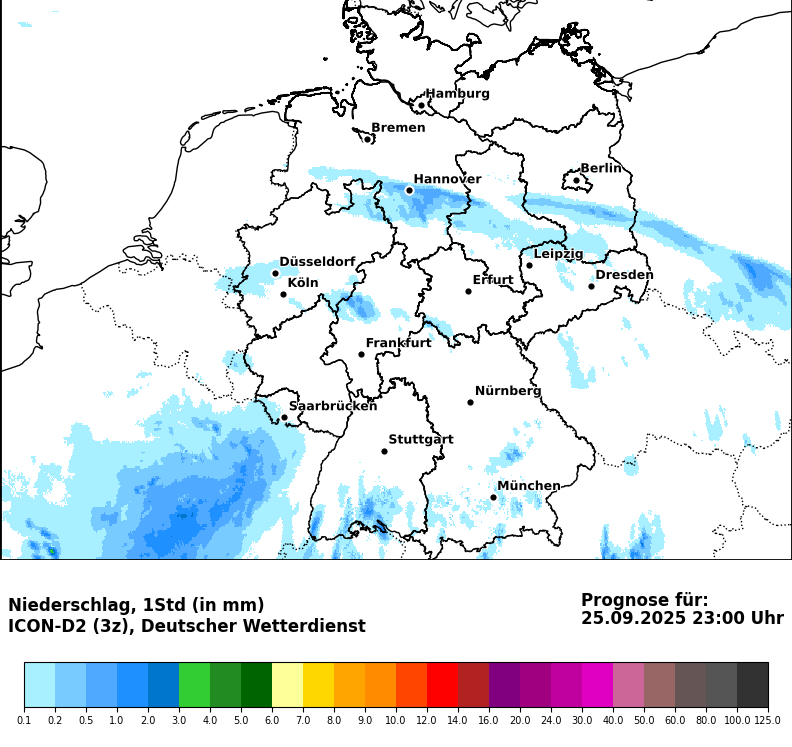 Hamburg
Bremen
Berlin
Hannover
Leipzig
Düsseldorf
Dresden
Köln
Erfurt
Frankfurt
Nürnberg
Saarbrücken
Stuttgart
München
Niederschlag, 1Std (in mm)
ICON-D2 (3z), Deutscher Wetterdienst
Prognose für:
25.09.2025 23:00 Uhr
0.1 0.2 0.5 1.0 2.0 3.0 4.0 5.0 6.0 7.0 8.0 9.0 10.0 12.0 14.0 16.0 20.0 24.0 30.0 40.0 50.0 60.0 80.0 100.0 125.0